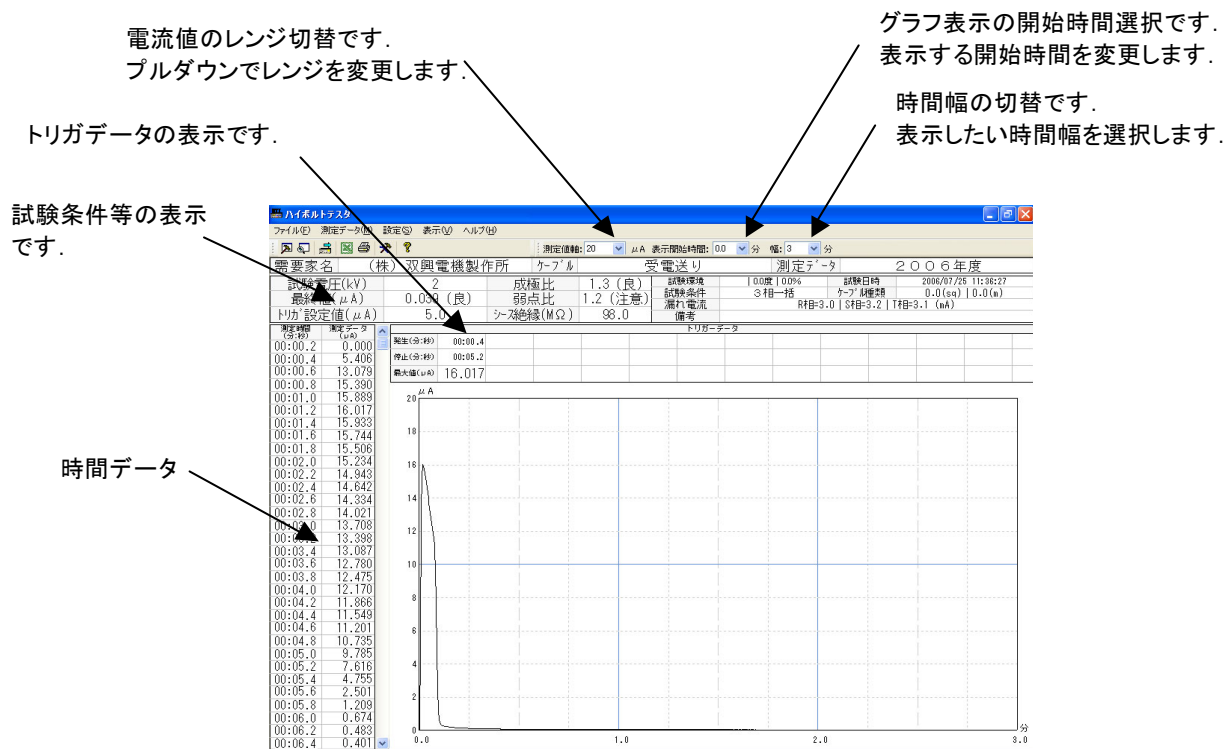 電流値のレンジ切替です.
プルダウンでレンジを変更します.
グラフ表示の開始時間選択です.
表示する開始時間を変更します.
時間幅の切替です.
表示したい時間幅を選択します.
トリガデータの表示です.
試験条件等の表示
です.
時間データ
ハイボルトテスタ
ファイル(F) 測定データ(M) 設定(S) 表示(V) ヘルプ(H)
測定値軸: 20 μA 表示開始時間: 0.0 分 幅: 3 分
需要家名 (株)双興電機製作所 ケーブル 受電送り 測定データ 2006年度
試験電圧(kV) 2 成極比 1.3 (良) 試験環境 | 0.0度 | 0.0% 試験日時 2006/07/25 11:36:27
最終値(μA) 0.039 (良) 弱点比 1.2 (注意) 試験条件 3相一括 ケーブル種類 0.0(sq) | 0.0(m)
漏れ電流 R相=3.0 | S相=3.2 | T相=3.1 (mA)
トリガ設定値(μA) 5.0 シース絶縁(MΩ) 98.0 備考
測定時間 測定データ トリガーデータ
(分:秒) (μA)
発生(分:秒) 00:00.4
停止(分:秒) 00:05.2
最大値(μA) 16.017
00:00.2 0.000
00:00.4 5.406
00:00.6 13.079
00:00.8 15.390
00:01.0 15.889
00:01.2 16.017
00:01.4 15.933
00:01.6 15.744
00:01.8 15.506
00:02.0 15.234
00:02.2 14.943
00:02.4 14.642
00:02.6 14.334
00:02.8 14.021
00:03.0 13.708
13.398
00:03.4 13.087
00:03.6 12.780
00:03.8 12.475
00:04.0 12.170
00:04.2 11.866
00:04.4 11.549
00:04.6 11.201
00:04.8 10.735
00:05.0 9.785
00:05.2 7.616
00:05.4 4.755
00:05.6 2.501
00:05.8 1.209
00:06.0 0.674
00:06.2 0.483
00:06.4 0.401
μA
20
18
16
14
12
10
8
6
4
2
0
0.0 1.0 2.0 3.0
分